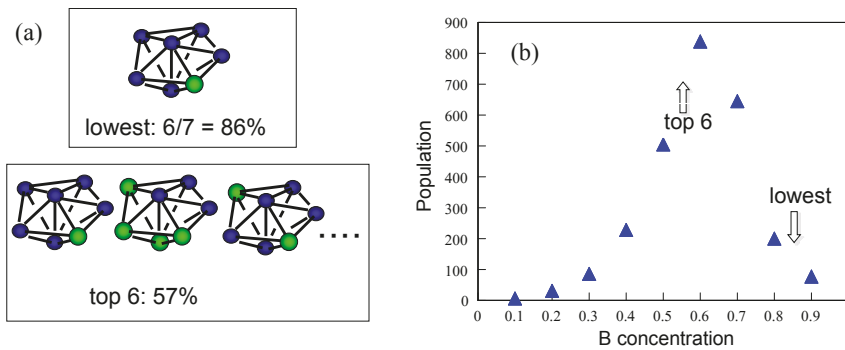 (a)
lowest: 6/7 = 86%
....
top 6: 57%
(b)
Population
900
800
700
600
500
400
300
200
100
0
top 6
lowest
0 0.1 0.2 0.3 0.4 0.5 0.6 0.7 0.8 0.9
B concentration